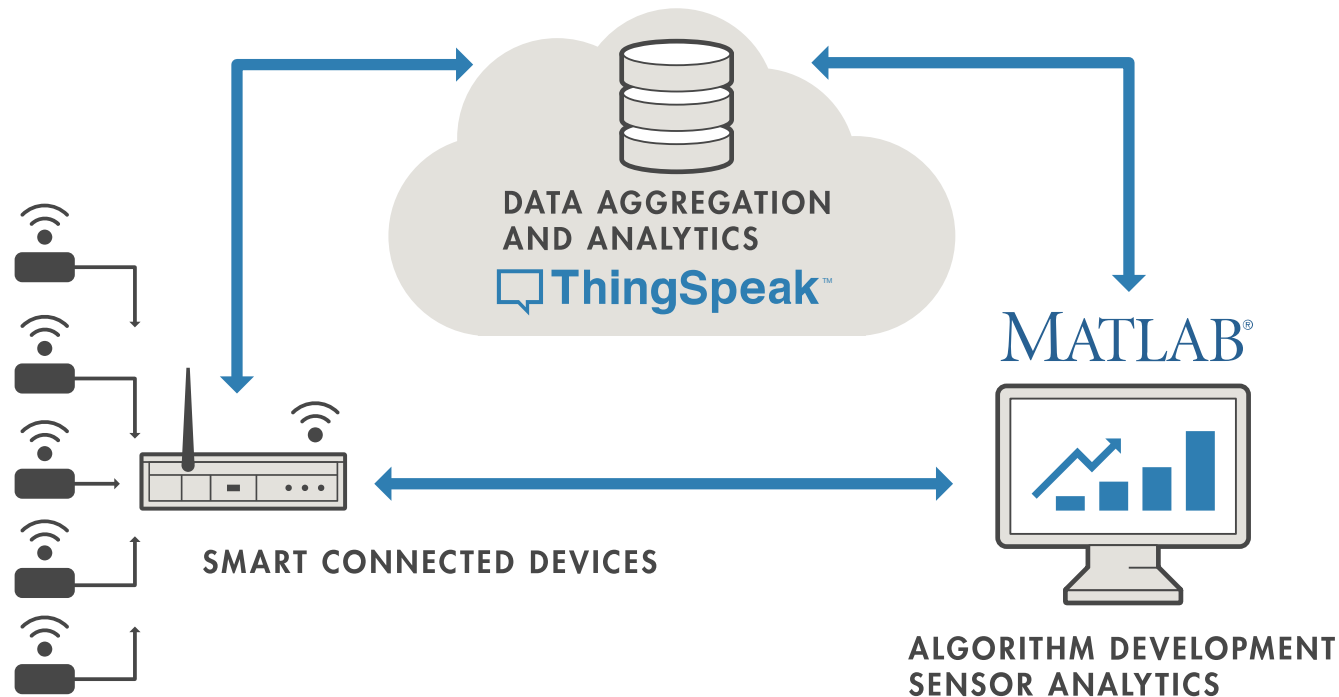 DATA AGGREGATION
AND ANALYTICS
ThingSpeak™
MATLAB®
SMART CONNECTED DEVICES
ALGORITHM DEVELOPMENT
SENSOR ANALYTICS